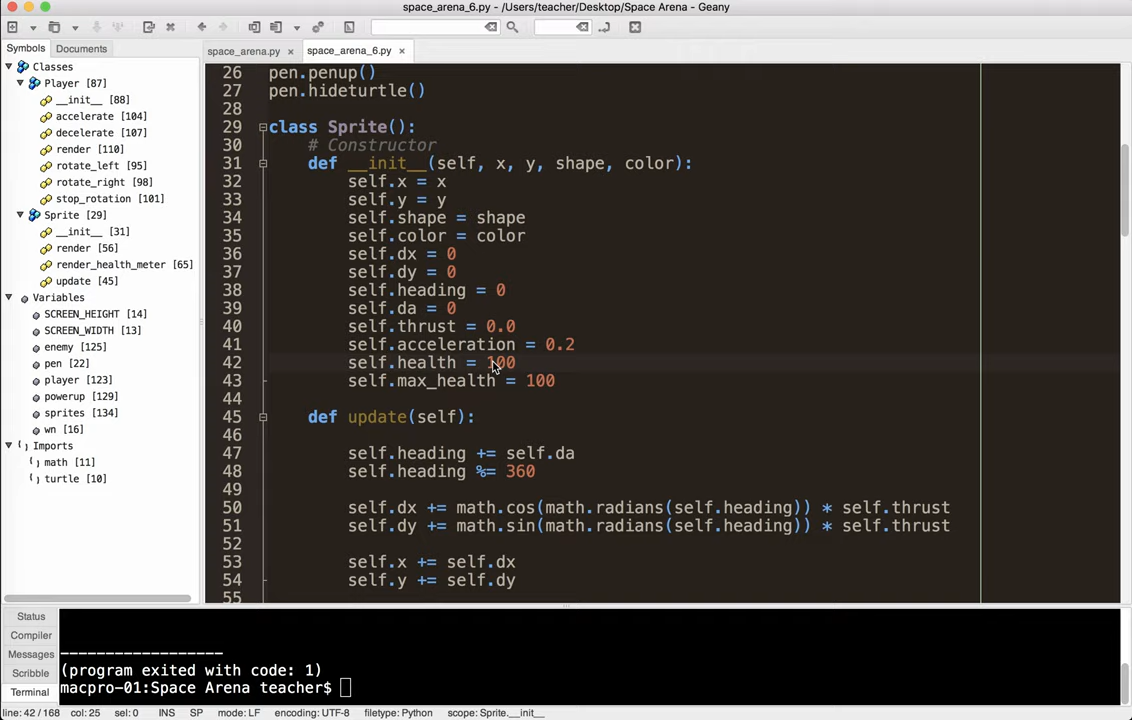 space_arena_6.py - /Users/teacher/Desktop/Space Arena - Geany
Symbols Documents
space_arena.py × space_arena_6.py ×
Classes
Player [87]
__init__ [88]
accelerate [104]
decelerate [107]
render [110]
rotate_left [95]
rotate_right [98]
stop_rotation [101]
Sprite [29]
__init__ [31]
render [56]
render_health_meter [65]
update [45]
Variables
SCREEN_HEIGHT [14]
SCREEN_WIDTH [13]
enemy [125]
pen [22]
player [123]
powerup [129]
sprites [134]
wn [16]
Imports
math [11]
turtle [10]
26 pen.penup()
27 pen.hideturtle()
28
29 class Sprite():
30 # Constructor
31 def __init__(self, x, y, shape, color):
32 self.x = x
33 self.y = y
34 self.shape = shape
35 self.color = color
36 self.dx = 0
37 self.dy = 0
38 self.heading = 0
39 self.da = 0
40 self.thrust = 0.0
41 self.acceleration = 0.2
42 self.health = 100
43 self.max_health = 100
44
45 def update(self):
46
47 self.heading += self.da
48 self.heading %= 360
49
50 self.dx += math.cos(math.radians(self.heading)) * self.thrust
51 self.dy += math.sin(math.radians(self.heading)) * self.thrust
52
53 self.x += self.dx
54 self.y += self.dy
55
Status
Compiler
Messages
Scribble
Terminal
------------------
(program exited with code: 1)
macpro-01:Space Arena teacher$
line: 42 / 168 col: 25 sel: 0 INS SP mode: LF encoding: UTF-8 filetype: Python scope: Sprite.__init__